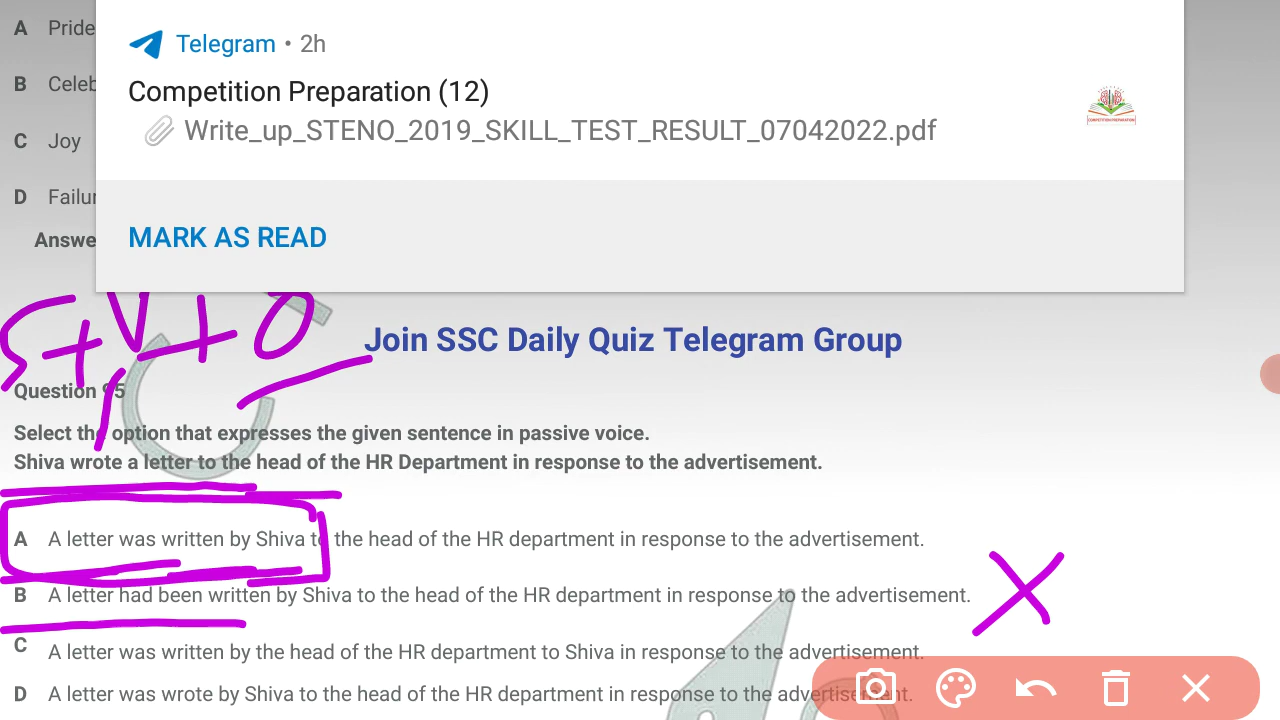 A Pride
B Celeb
C Joy
D Failur
Answe
Telegram • 2h
Competition Preparation (12)
Write_up_STENO_2019_SKILL_TEST_RESULT_07042022.pdf
COMPETITION PREPARATION
MARK AS READ
S+V+O
Join SSC Daily Quiz Telegram Group
Question 95
Select the option that expresses the given sentence in passive voice.
Shiva wrote a letter to the head of the HR Department in response to the advertisement.
A A letter was written by Shiva to the head of the HR department in response to the advertisement.
B A letter had been written by Shiva to the head of the HR department in response to the advertisement.
C A letter was written by the head of the HR department to Shiva in response to the advertisement.
D A letter was wrote by Shiva to the head of the HR department in response to the advertisement.